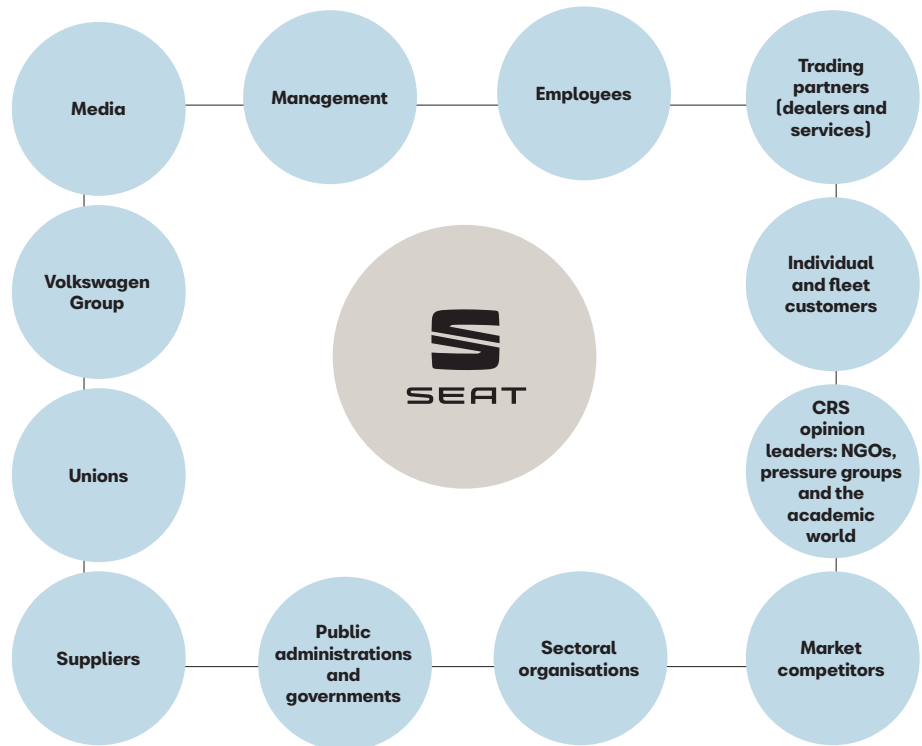 Media
Management
Employees
Trading
partners
(dealers and
services)
Volkswagen
Group
Individual
and fleet
customers
SEAT
Unions
CRS
opinion
leaders: NGOs,
pressure groups
and the
academic
world
Suppliers
Public
administrations
and
governments
Sectoral
organisations
Market
competitors